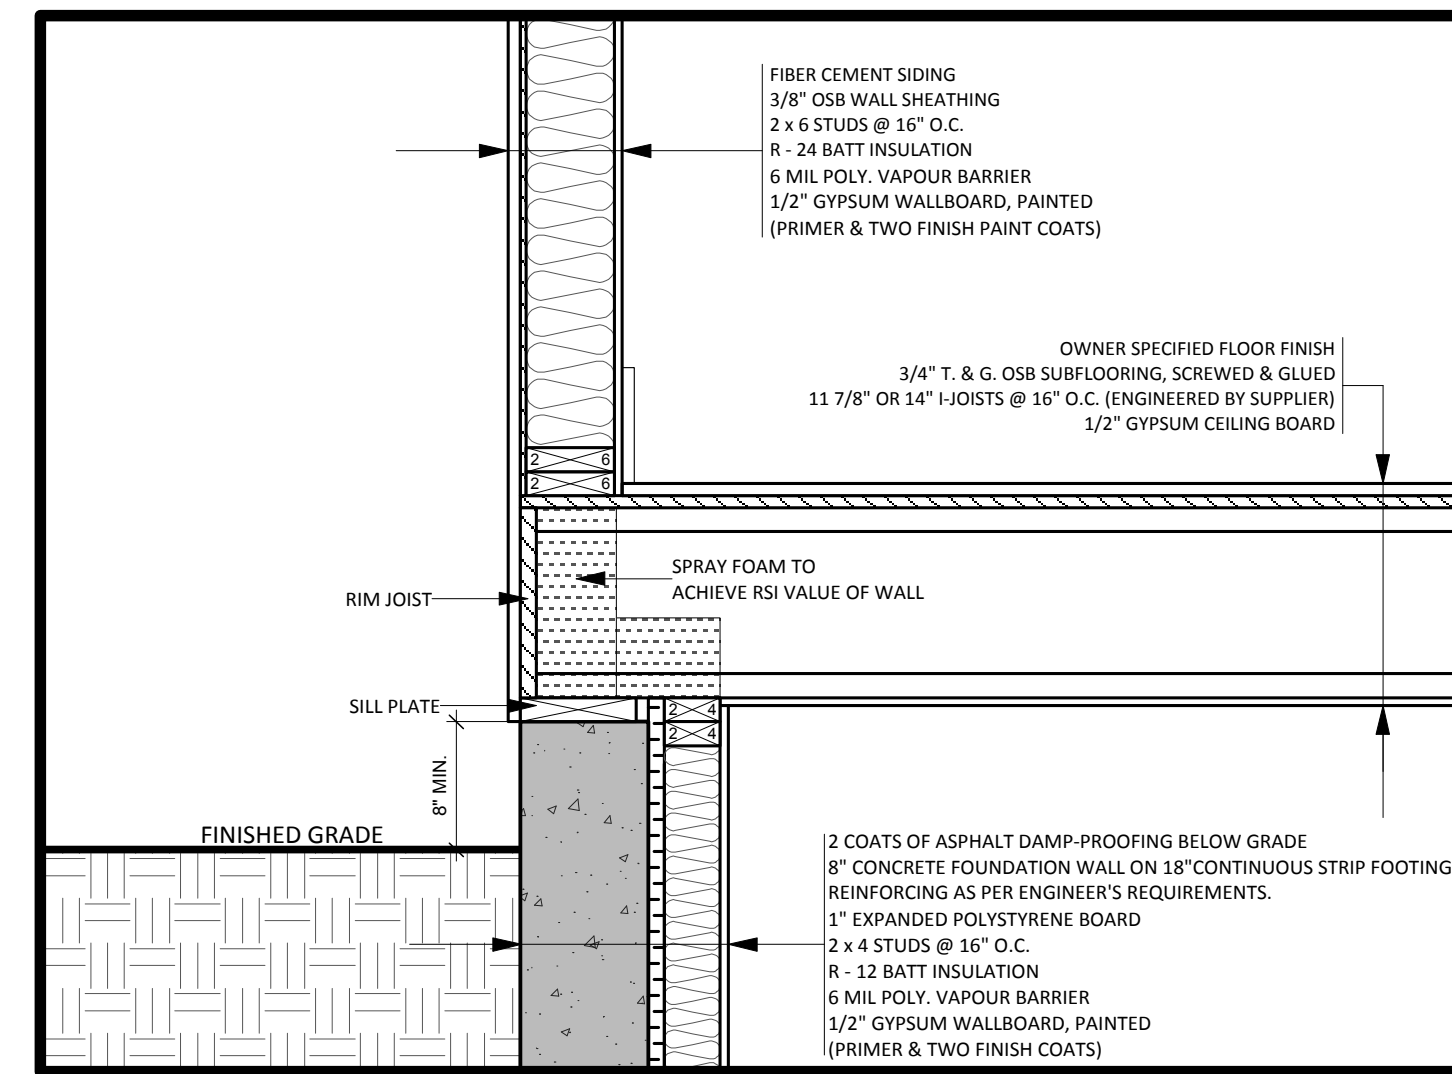 FIBER CEMENT SIDING
3/8" OSB WALL SHEATHING
2 x 6 STUDS @ 16" O.C.
R - 24 BATT INSULATION
6 MIL POLY. VAPOUR BARRIER
1/2" GYPSUM WALLBOARD, PAINTED
(PRIMER & TWO FINISH PAINT COATS)
OWNER SPECIFIED FLOOR FINISH
3/4" T. & G. OSB SUBFLOORING, SCREWED & GLUED
11 7/8" OR 14" I-JOISTS @ 16" O.C. (ENGINEERED BY SUPPLIER)
1/2" GYPSUM CEILING BOARD
2 6
2 6
SPRAY FOAM TO
ACHIEVE RSI VALUE OF WALL
RIM JOIST
SILL PLATE
2 4
2 4
8" MIN.
FINISHED GRADE
2 COATS OF ASPHALT DAMP-PROOFING BELOW GRADE
8" CONCRETE FOUNDATION WALL ON 18"CONTINUOUS STRIP FOOTING
REINFORCING AS PER ENGINEER'S REQUIREMENTS.
1" EXPANDED POLYSTYRENE BOARD
2 x 4 STUDS @ 16" O.C.
R - 12 BATT INSULATION
6 MIL POLY. VAPOUR BARRIER
1/2" GYPSUM WALLBOARD, PAINTED
(PRIMER & TWO FINISH COATS)